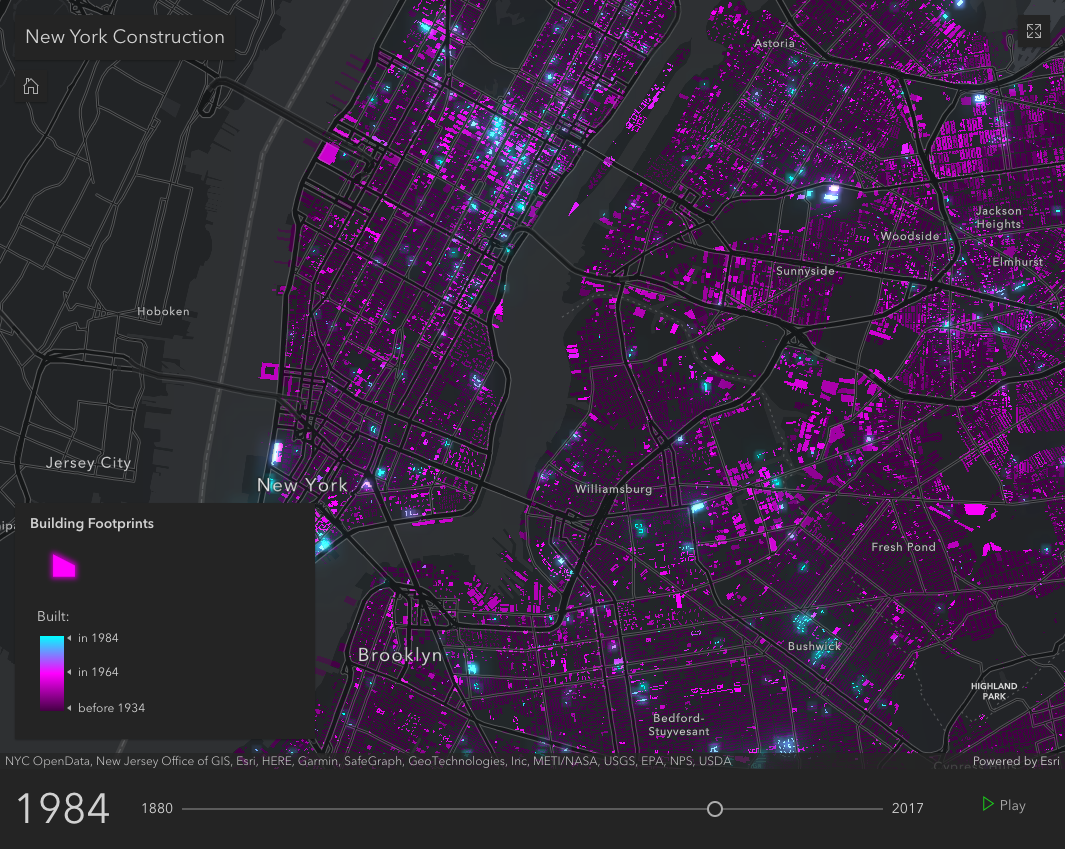 New York Construction
Astoria
Jackson
Heights
Woodside
Elmhurst
Sunnyside
Hoboken
Jersey City
New York
Williamsburg
Building Footprints
Fresh Pond
Built:
in 1984
in 1964
before 1934
Bushwick
Brooklyn
HIGHLAND
PARK
Bedford-
Stuyvesant
NYC OpenData, New Jersey Office of GIS, Esri, HERE, Garmin, SafeGraph, GeoTechnologies, Inc, METI/NASA, USGS, EPA, NPS, USDA
Powered by Esri
1984
1880
2017
Play